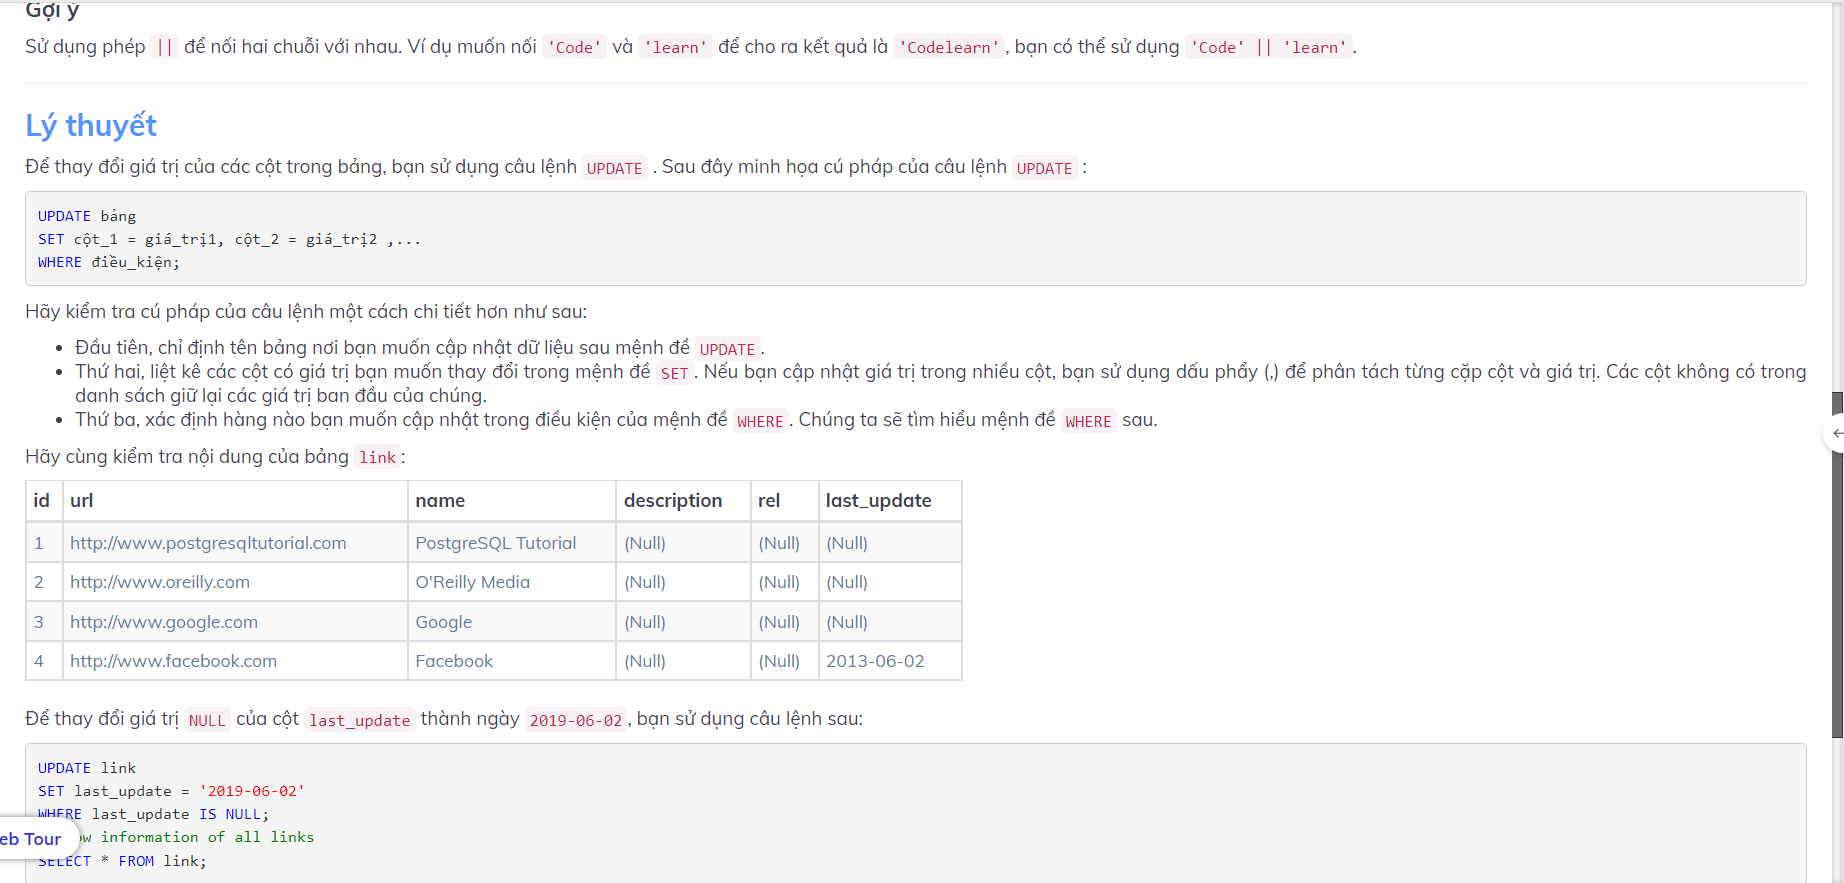 Gợi ý
Sử dụng phép || để nối hai chuỗi với nhau. Ví dụ muốn nối 'Code' và 'learn' để cho ra kết quả là 'Codelearn', bạn có thể sử dụng 'Code' || 'learn'.
Lý thuyết
Để thay đổi giá trị của các cột trong bảng, bạn sử dụng câu lệnh UPDATE . Sau đây minh họa cú pháp của câu lệnh UPDATE :
UPDATE bảng
SET cột_1 = giá_trị1, cột_2 = giá_trị2 ,...
WHERE điều_kiện;
Hãy kiểm tra cú pháp của câu lệnh một cách chi tiết hơn như sau:
• Đầu tiên, chỉ định tên bảng nơi bạn muốn cập nhật dữ liệu sau mệnh đề UPDATE.
• Thứ hai, liệt kê các cột có giá trị bạn muốn thay đổi trong mệnh đề SET. Nếu bạn cập nhật giá trị trong nhiều cột, bạn sử dụng dấu phẩy (,) để phân tách từng cặp cột và giá trị. Các cột không có trong
danh sách giữ lại các giá trị ban đầu của chúng.
• Thứ ba, xác định hàng nào bạn muốn cập nhật trong điều kiện của mệnh đề WHERE. Chúng ta sẽ tìm hiểu mệnh đề WHERE sau.
Hãy cùng kiểm tra nội dung của bảng link:
id url name description rel last_update
1 http://www.postgresqltutorial.com PostgreSQL Tutorial (Null) (Null) (Null)
2 http://www.oreilly.com O'Reilly Media (Null) (Null) (Null)
3 http://www.google.com Google (Null) (Null) (Null)
4 http://www.facebook.com Facebook (Null) (Null) 2013-06-02
Để thay đổi giá trị NULL của cột last_update thành ngày 2019-06-02, bạn sử dụng câu lệnh sau:
UPDATE link
SET last_update = '2019-06-02'
WHERE last_update IS NULL;
eb Tour
ow information of all links
SELECT * FROM link;